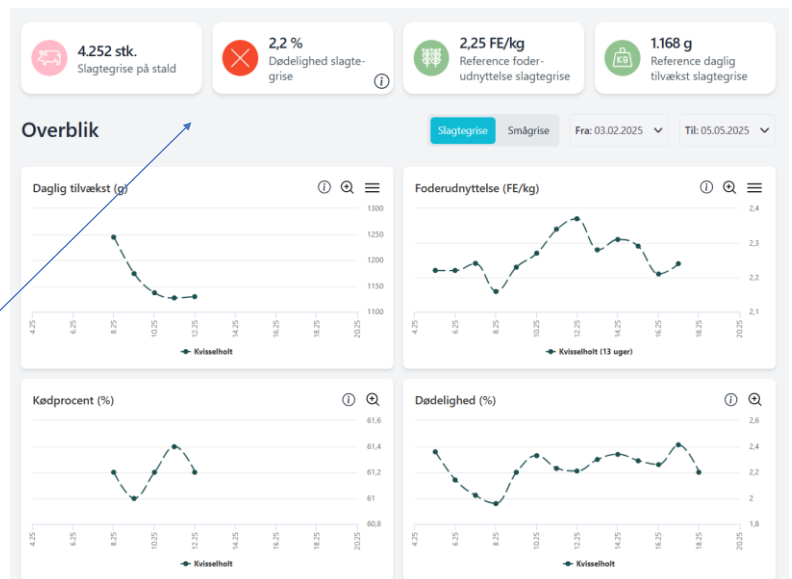 4.252 stk.
Slagtegrise på stald
2,2 %
Dødelighed slagte-
grise
2,25 FE/kg
Reference foder-
udnyttelse slagtegrise
1.168 g
Reference daglig
tilvækst slagtegrise
KG
Overblik
Slagtegrise
Smågrise
Fra: 03.02.2025
Til: 05.05.2025
Daglig tilvækst (g)
1300
1250
1200
1150
1100
4.25
6.25
8.25
10.25
12.25
14.25
16.25
18.25
20.25
Kvisselholt
Foderudnyttelse (FE/kg)
2,4
2,3
2,2
2,1
4.25
6.25
8.25
10.25
12.25
14.25
16.25
18.25
20.25
Kvisselholt (13 uger)
Kødprocent (%)
61,6
61,4
61,2
61
60,8
4.25
6.25
8.25
10.25
12.25
14.25
16.25
18.25
20.25
Kvisselholt
Dødelighed (%)
2,6
2,4
2,2
2
1,8
4.25
6.25
8.25
10.25
12.25
14.25
16.25
18.25
20.25
Kvisselholt